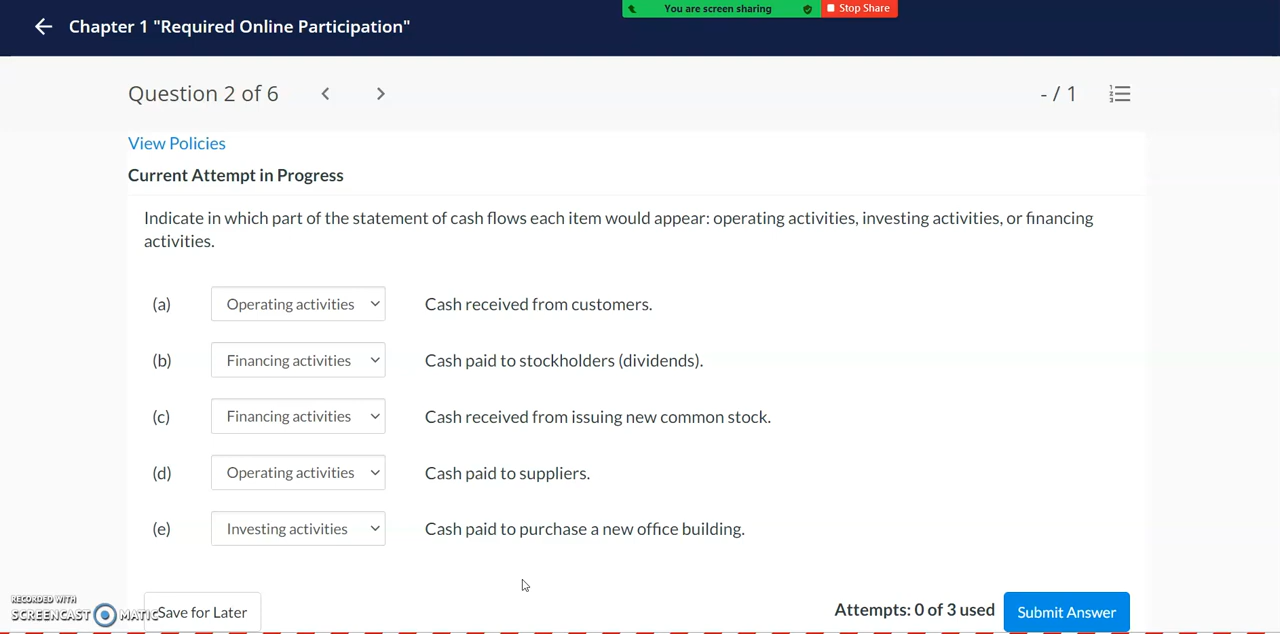 You are screen sharing Stop Share
Chapter 1 "Required Online Participation"
Question 2 of 6 - / 1
View Policies
Current Attempt in Progress
Indicate in which part of the statement of cash flows each item would appear: operating activities, investing activities, or financing
activities.
(a) Operating activities Cash received from customers.
(b) Financing activities Cash paid to stockholders (dividends).
(c) Financing activities Cash received from issuing new common stock.
(d) Operating activities Cash paid to suppliers.
(e) Investing activities Cash paid to purchase a new office building.
RECORDED WITH
SCREENCAST MATIC Save for Later Attempts: 0 of 3 used Submit Answer